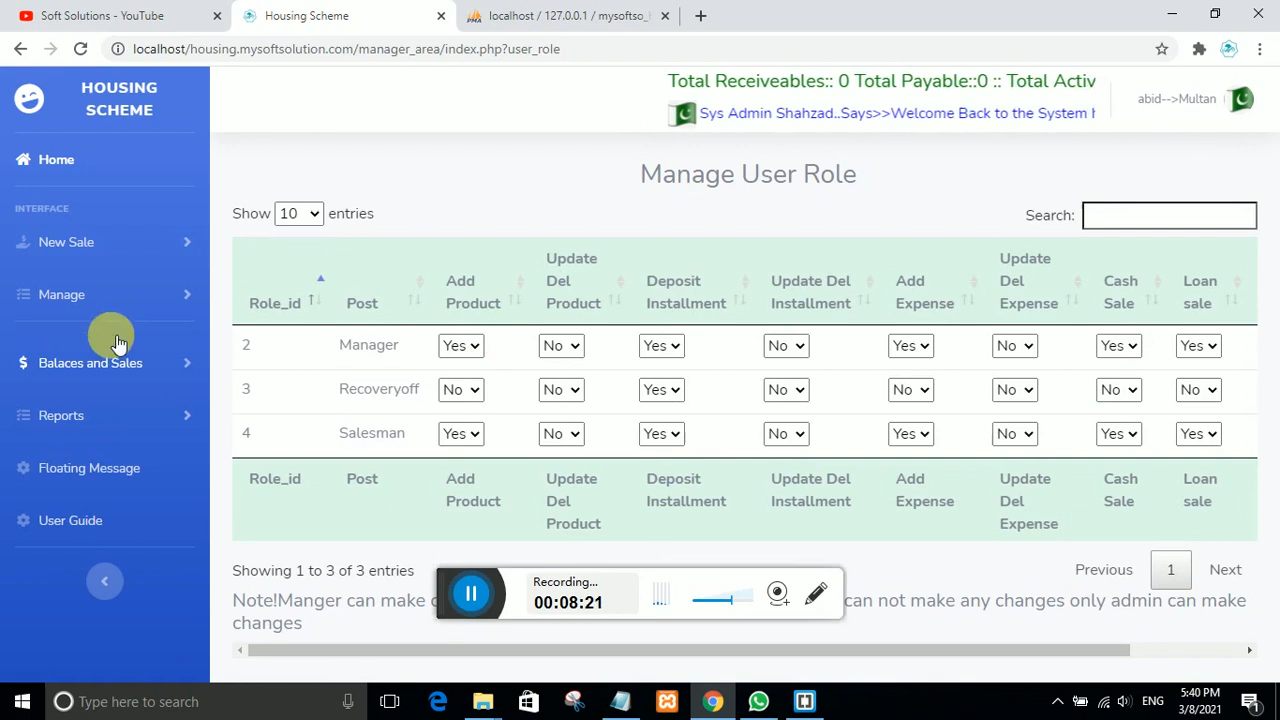 Soft Solutions - YouTube
Housing Scheme
localhost / 127.0.0.1 / mysoftso_
localhost/housing.mysoftsolution.com/manager_area/index.php?user_role
HOUSING
SCHEME
Total Receiveables:: 0 Total Payable::0 :: Total Activ
Sys Admin Shahzad..Says>>Welcome Back to the System h
abid-->Multan
Home
INTERFACE
New Sale
Manage
Balaces and Sales
Reports
Floating Message
User Guide
Manage User Role
Show 10 entries
Search:
Role_id Post Add Product Update Del Product Deposit Installment Update Del Installment Add Expense Update Del Expense Cash Sale Loan sale
2 Manager Yes No Yes No Yes No Yes Yes
3 Recoveryoff No No Yes No No No No No
4 Salesman Yes No Yes No Yes No Yes Yes
Role_id Post Add Product Update Del Product Deposit Installment Update Del Installment Add Expense Update Del Expense Cash Sale Loan sale
Showing 1 to 3 of 3 entries
Previous 1 Next
Note!Manger can make can not make any changes only admin can make
changes
Recording...
00:08:21
Type here to search
ENG
5:40 PM
3/8/2021
1